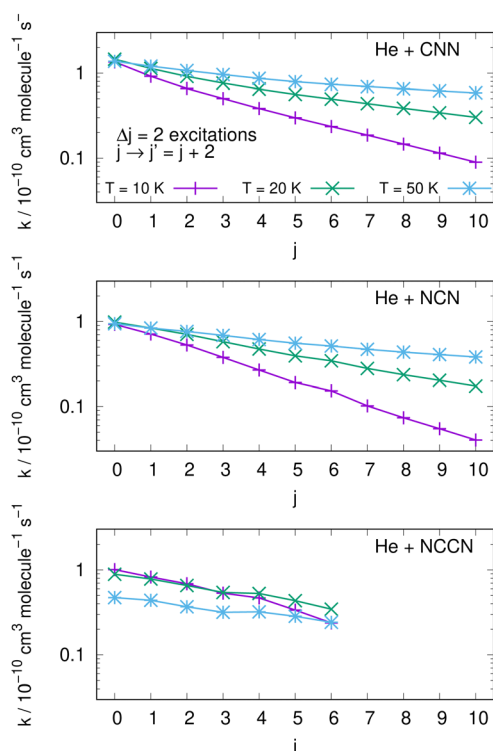 He + CNN
k / 10⁻¹⁰ cm³ molecule⁻¹ s⁻
1
0.1
Δj = 2 excitations
j → j' = j + 2
T = 10 K T = 20 K T = 50 K
0 1 2 3 4 5 6 7 8 9 10
j
He + NCN
k / 10⁻¹⁰ cm³ molecule⁻¹ s⁻¹
1
0.1
0 1 2 3 4 5 6 7 8 9 10
j
He + NCCN
k / 10⁻¹⁰ cm³ molecule⁻¹ s⁻¹
1
0.1
0 1 2 3 4 5 6 7 8 9 10
j